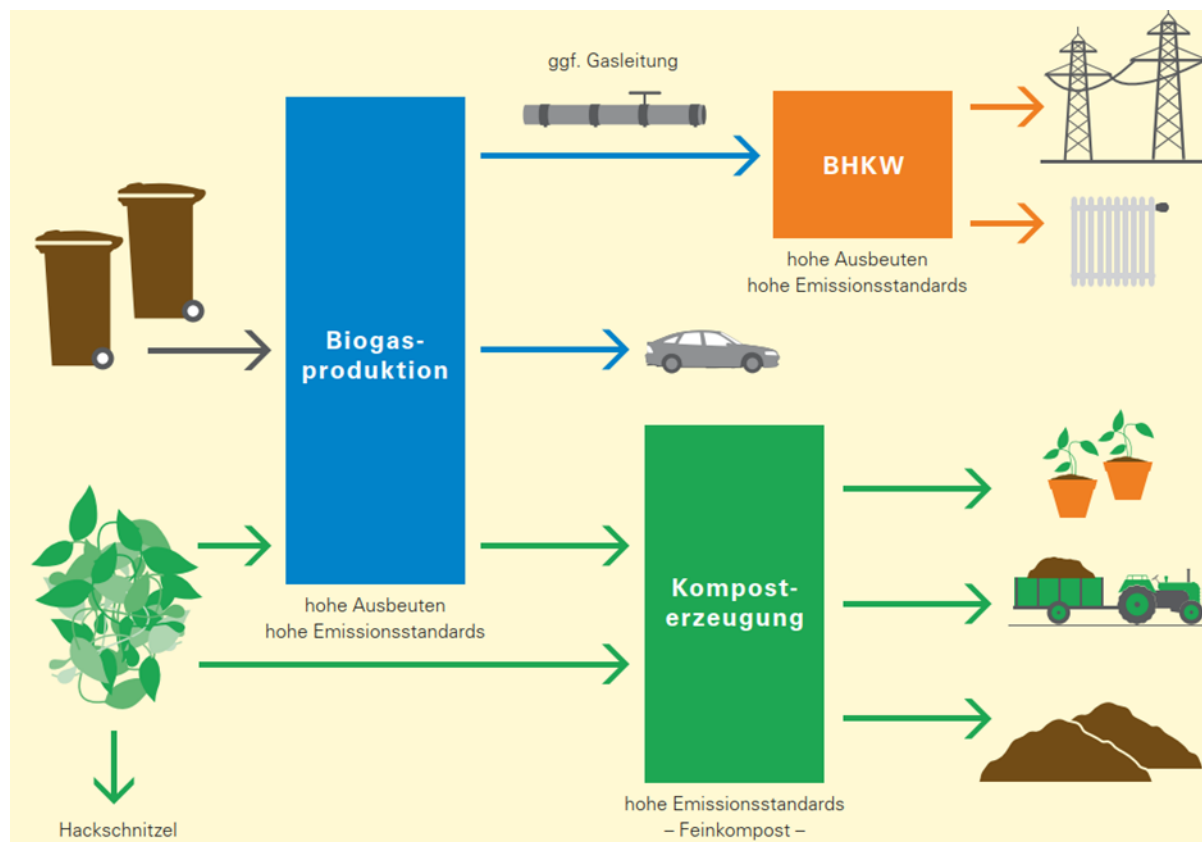 ggf. Gasleitung
BHKW
hohe Ausbeuten
hohe Emissionsstandards
Biogas-
produktion
hohe Ausbeuten
hohe Emissionsstandards
Kompost-
erzeugung
hohe Emissionsstandards
– Feinkompost –
Hackschnitzel